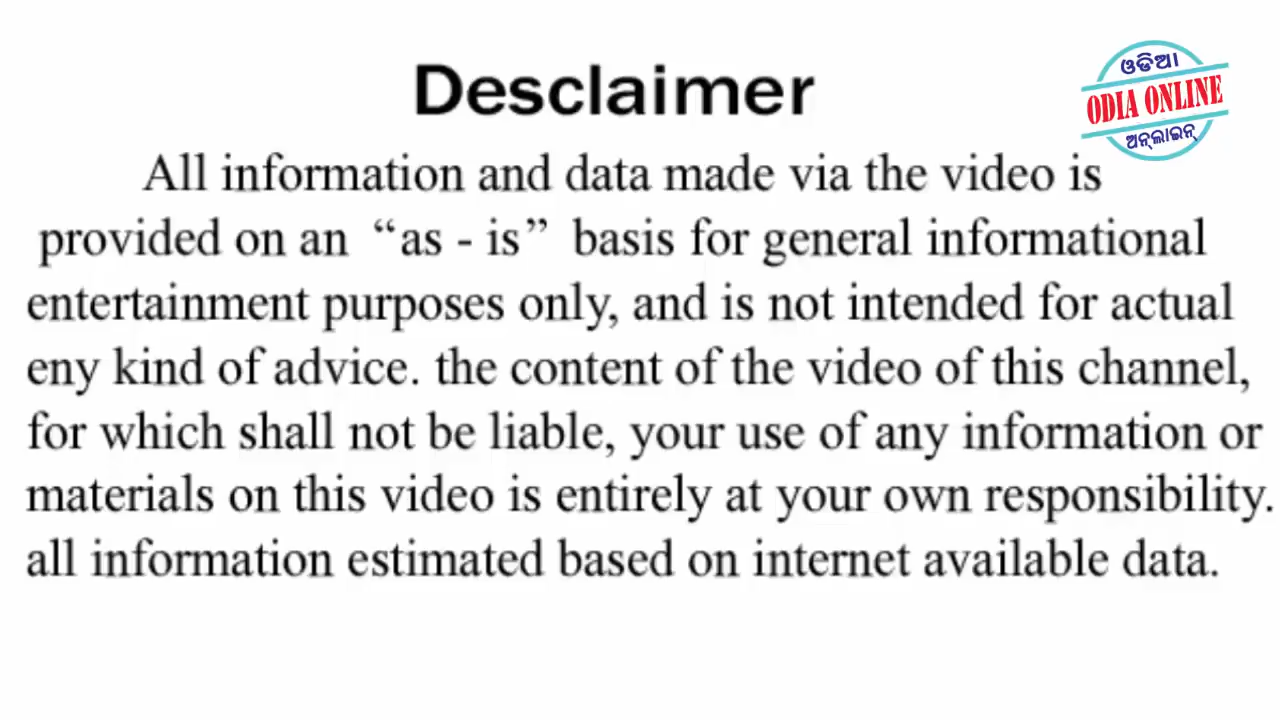 Desclaimer
ଓଡିଆ
ODIA ONLINE
ଅନ୍‌ଲାଇନ୍
All information and data made via the video is
provided on an “as - is” basis for general informational
entertainment purposes only, and is not intended for actual
eny kind of advice. the content of the video of this channel,
for which shall not be liable, your use of any information or
materials on this video is entirely at your own responsibility.
all information estimated based on internet available data.